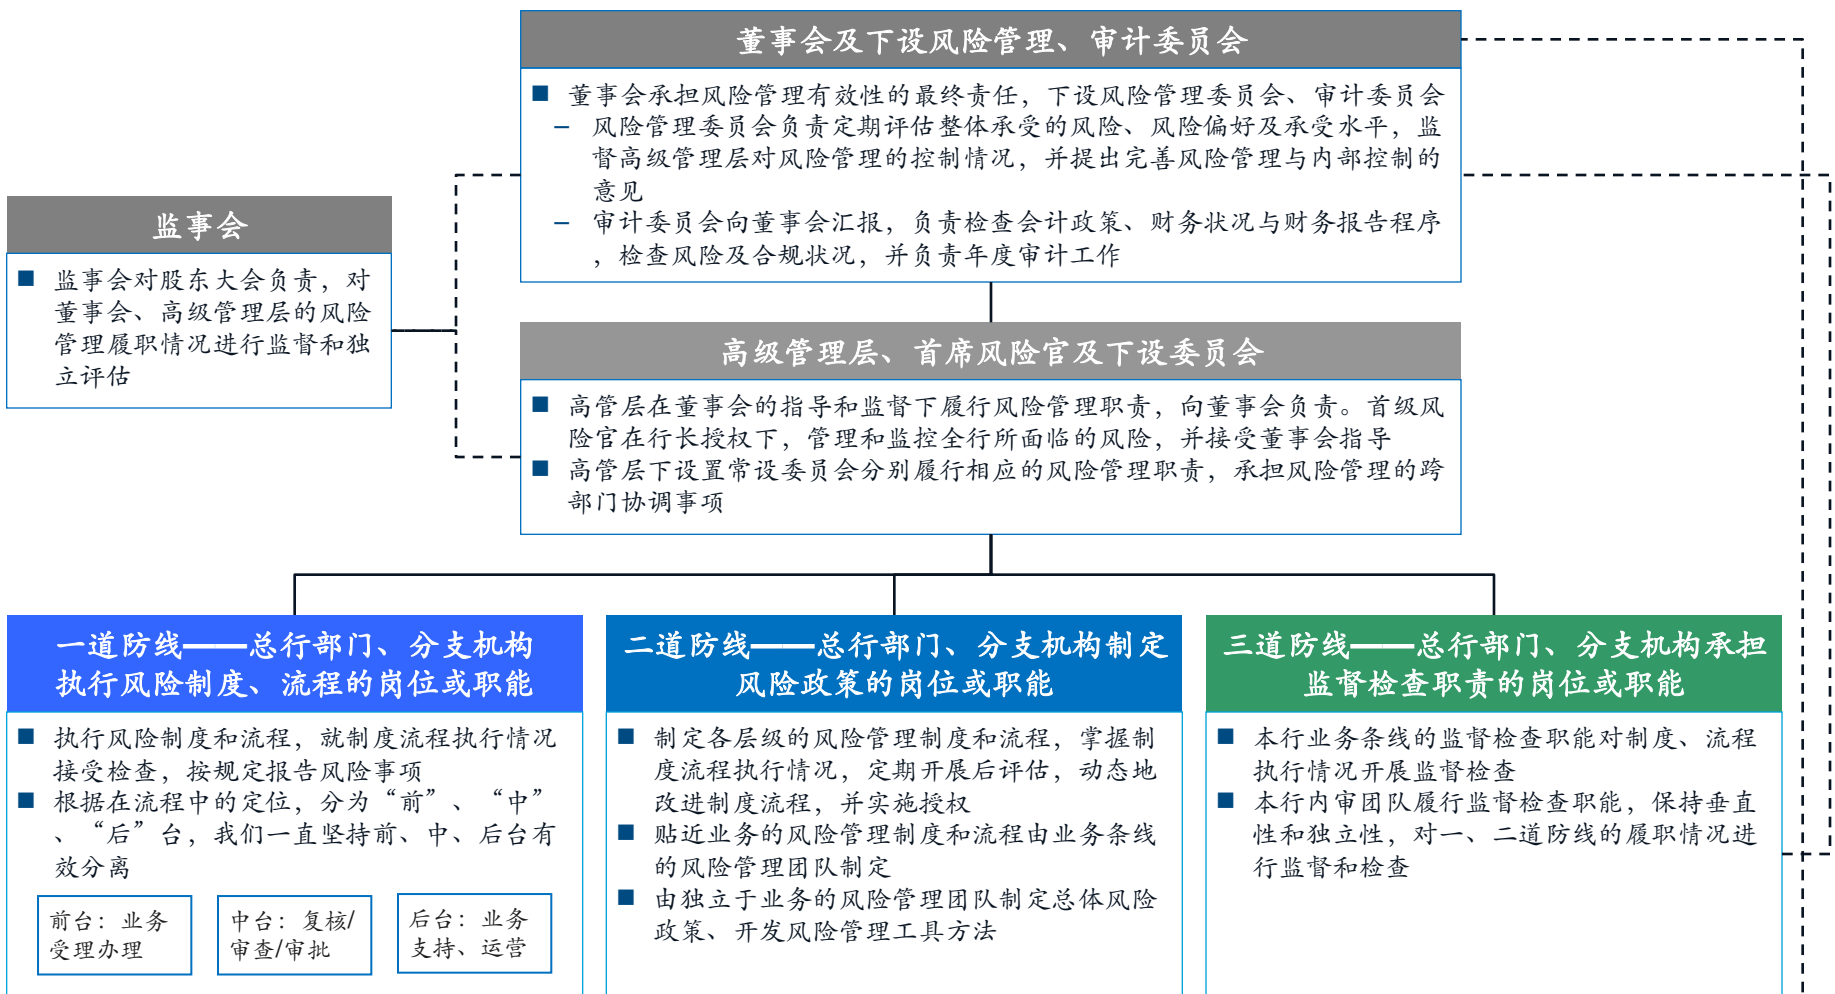 董事会及下设风险管理、审计委员会
■ 董事会承担风险管理有效性的最终责任，下设风险管理委员会、审计委员会
– 风险管理委员会负责定期评估整体承受的风险、风险偏好及承受水平，监
督高级管理层对风险管理的控制情况，并提出完善风险管理与内部控制的
意见
– 审计委员会向董事会汇报，负责检查会计政策、财务状况与财务报告程序
，检查风险及合规状况，并负责年度审计工作
监事会
■ 监事会对股东大会负责，对
董事会、高级管理层的风险
管理履职情况进行监督和独
立评估
高级管理层、首席风险官及下设委员会
■ 高管层在董事会的指导和监督下履行风险管理职责，向董事会负责。首级风
险官在行长授权下，管理和监控全行所面临的风险，并接受董事会指导
■ 高管层下设置常设委员会分别履行相应的风险管理职责，承担风险管理的跨
部门协调事项
一道防线——总行部门、分支机构
执行风险制度、流程的岗位或职能
■ 执行风险制度和流程，就制度流程执行情况
接受检查，按规定报告风险事项
■ 根据在流程中的定位，分为“前”、“中”
、“后”台，我们一直坚持前、中、后台有
效分离
前台：业务
受理办理
中台：复核/
审查/审批
后台：业务
支持、运营
二道防线——总行部门、分支机构制定
风险政策的岗位或职能
■ 制定各层级的风险管理制度和流程，掌握制
度流程执行情况，定期开展后评估，动态地
改进制度流程，并实施授权
■ 贴近业务的风险管理制度和流程由业务条线
的风险管理团队制定
■ 由独立于业务的风险管理团队制定总体风险
政策、开发风险管理工具方法
三道防线——总行部门、分支机构承担
监督检查职责的岗位或职能
■ 本行业务条线的监督检查职能对制度、流程
执行情况开展监督检查
■ 本行内审团队履行监督检查职能，保持垂直
性和独立性，对一、二道防线的履职情况进
行监督和检查